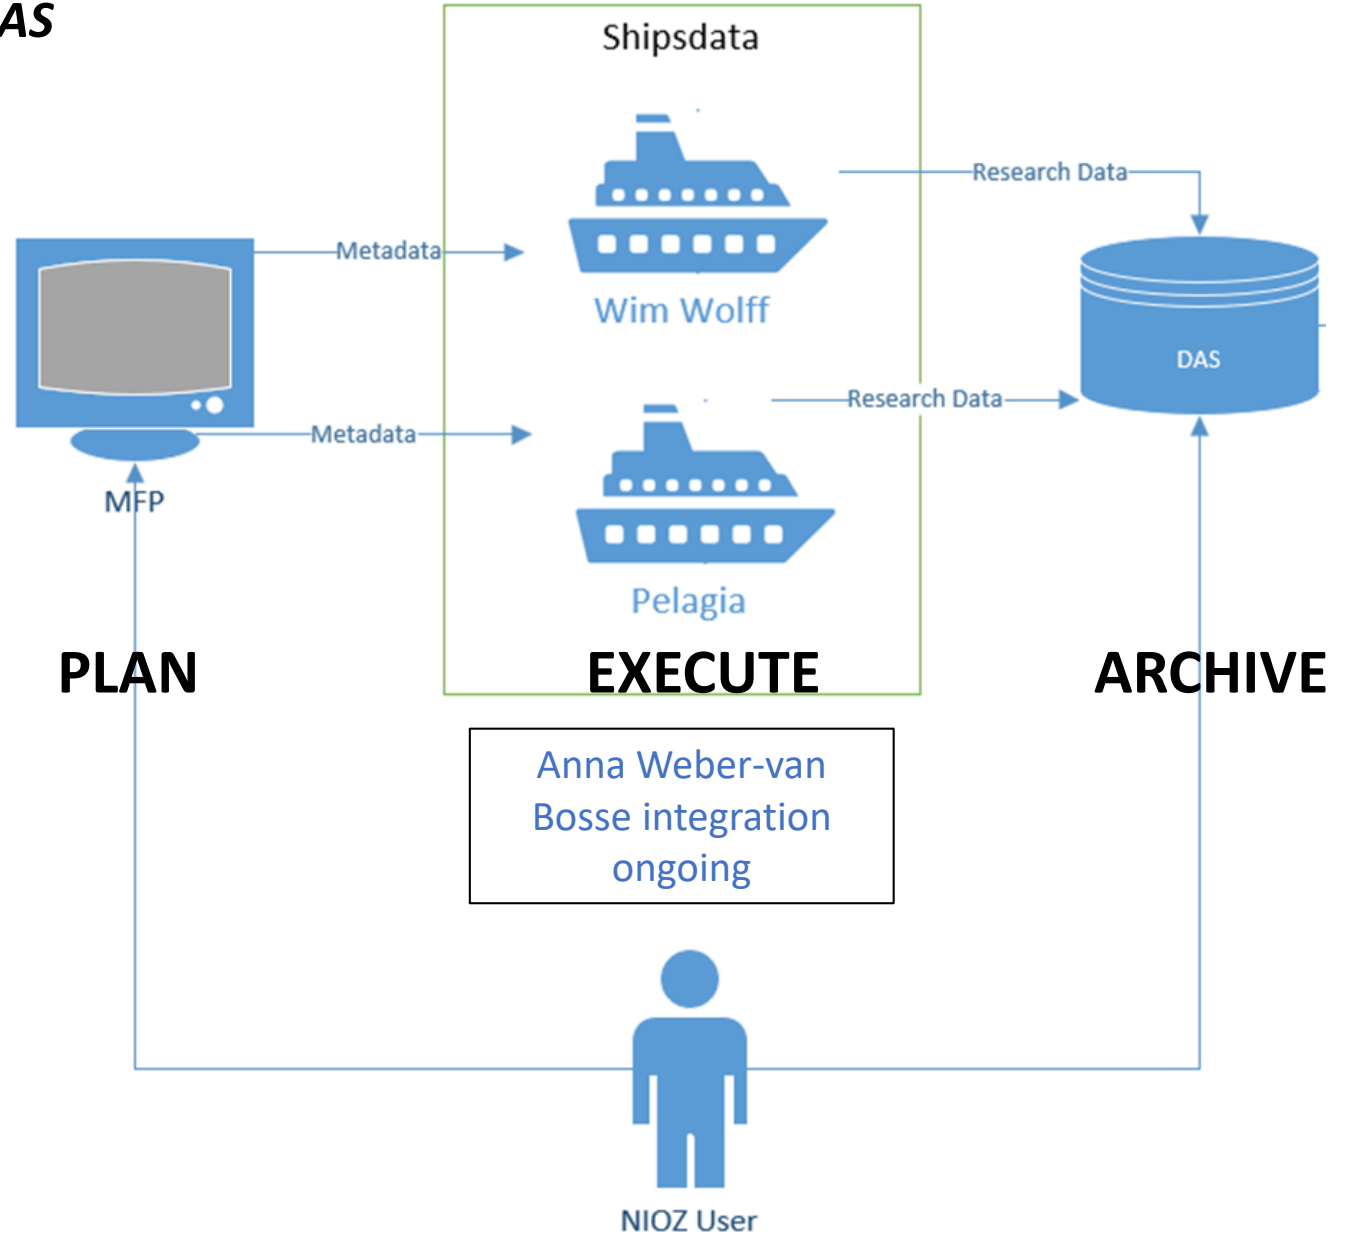 AS
Shipsdata
Research Data
Metadata
Wim Wolff
DAS
Research Data
Metadata
MFP
Pelagia
PLAN
EXECUTE
ARCHIVE
Anna Weber-van
Bosse integration
ongoing
NIOZ User